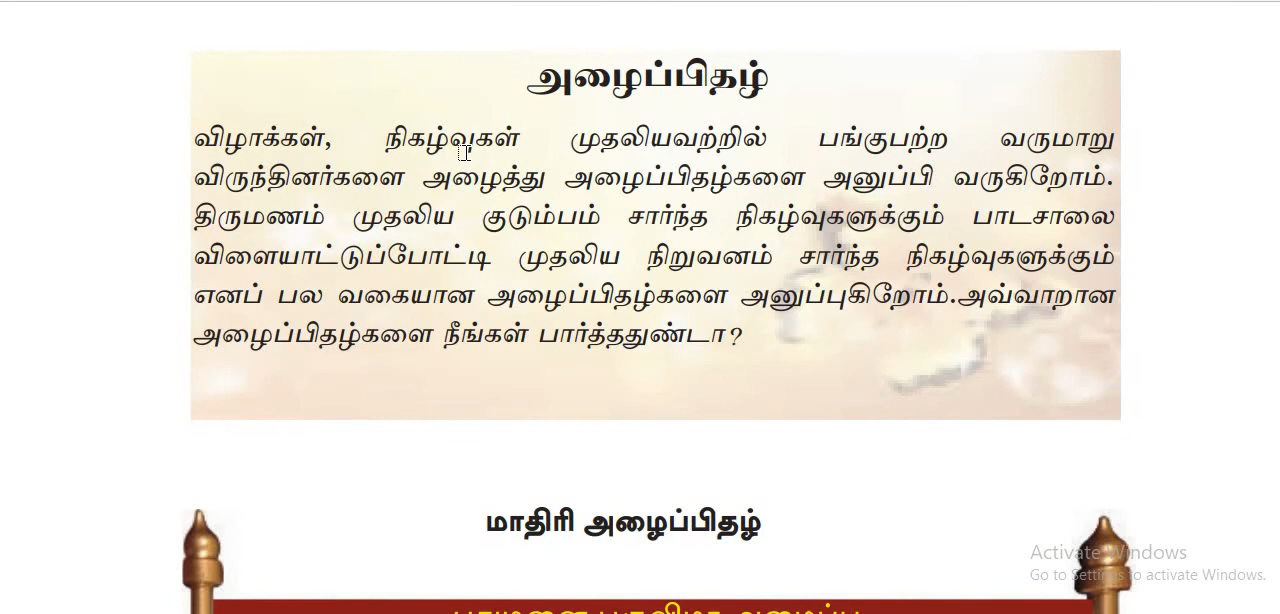 அழைப்பிதழ்
விழாக்கள், நிகழ்வுகள் முதலியவற்றில் பங்குபற்ற வருமாறு
விருந்தினர்களை அழைத்து அழைப்பிதழ்களை அனுப்பி வருகிறோம்.
திருமணம் முதலிய குடும்பம் சார்ந்த நிகழ்வுகளுக்கும் பாடசாலை
விளையாட்டுப்போட்டி முதலிய நிறுவனம் சார்ந்த நிகழ்வுகளுக்கும்
எனப் பல வகையான அழைப்பிதழ்களை அனுப்புகிறோம்.அவ்வாறான
அழைப்பிதழ்களை நீங்கள் பார்த்ததுண்டா?
மாதிரி அழைப்பிதழ்
Activate Windows
Go to Settings to activate Windows.